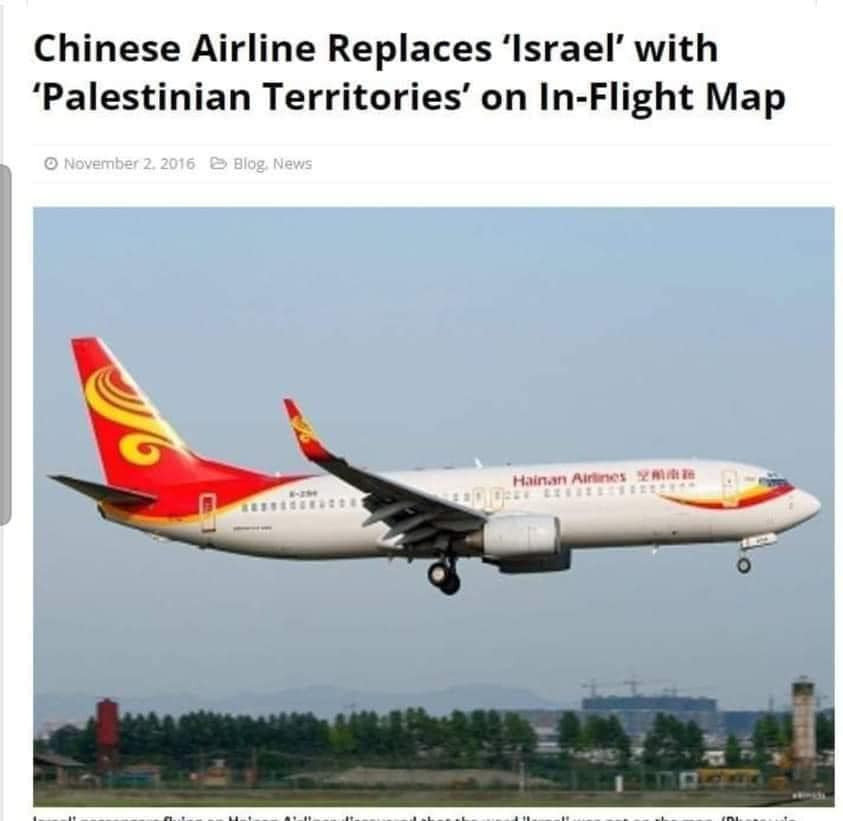 Chinese Airline Replaces ‘Israel’ with
‘Palestinian Territories’ on In-Flight Map
November 2, 2016 Blog, News
Hainan Airlines